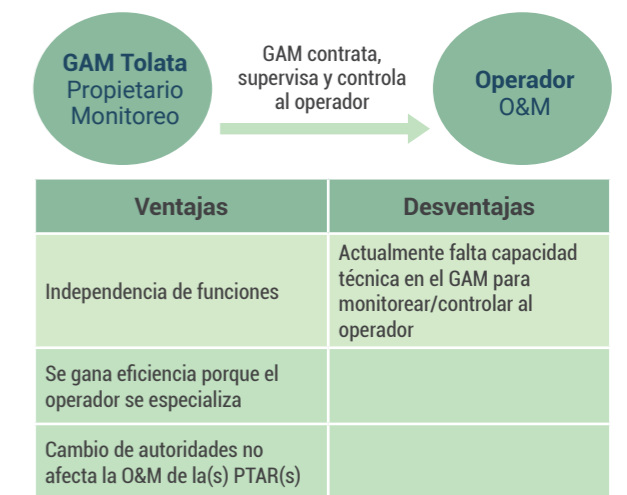 GAM Tolata
Propietario
Monitoreo
GAM contrata,
supervisa y controla
al operador
Operador
O&M
Ventajas
Desventajas
Independencia de funciones
Actualmente falta capacidad
técnica en el GAM para
monitorear/controlar al
operador
Se gana eficiencia porque el
operador se especializa
Cambio de autoridades no
afecta la O&M de la(s) PTAR(s)